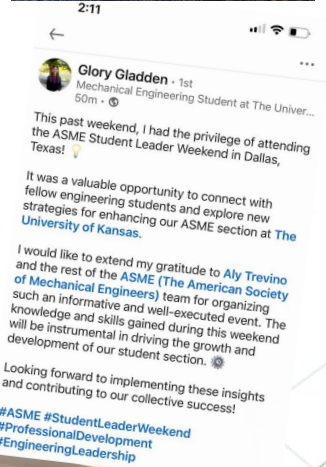 2:11
Glory Gladden · 1st
Mechanical Engineering Student at The Univer...
50m ·
This past weekend, I had the privilege of attending
the ASME Student Leader Weekend in Dallas,
Texas! 💡
It was a valuable opportunity to connect with
fellow engineering students and explore new
strategies for enhancing our ASME section at The
University of Kansas.
I would like to extend my gratitude to Aly Trevino
and the rest of the ASME (The American Society
of Mechanical Engineers) team for organizing
such an informative and well-executed event. The
knowledge and skills gained during this weekend
will be instrumental in driving the growth and
development of our student section. ⚙️
Looking forward to implementing these insights
and contributing to our collective success!
#ASME #StudentLeaderWeekend
#ProfessionalDevelopment
#EngineeringLeadership